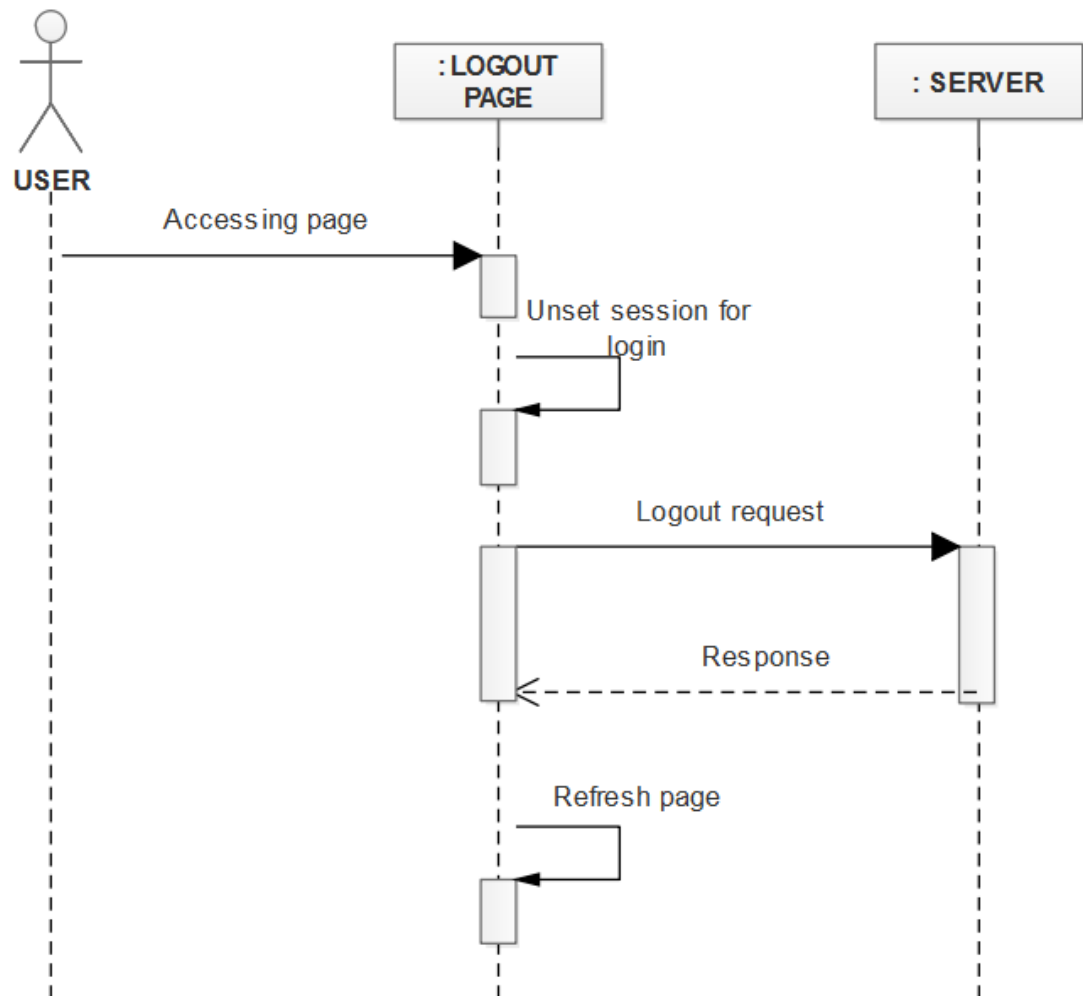 : LOGOUT
PAGE
: SERVER
USER
Accessing page
Unset session for
login
Logout request
Response
Refresh page